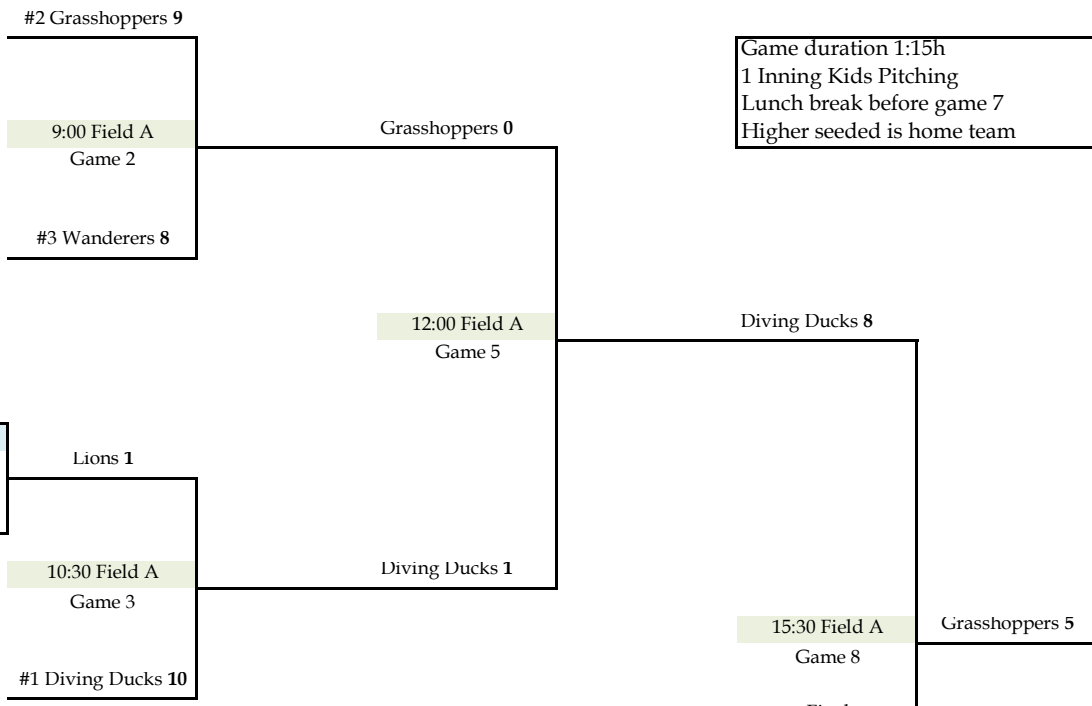 #2 Grasshoppers 9
Game duration 1:15h
1 Inning Kids Pitching
Lunch break before game 7
Higher seeded is home team
9:00 Field A
Game 2
Grasshoppers 0
#3 Wanderers 8
12:00 Field A
Game 5
Diving Ducks 8
Lions 1
10:30 Field A
Game 3
Diving Ducks 1
15:30 Field A
Game 8
Grasshoppers 5
#1 Diving Ducks 10